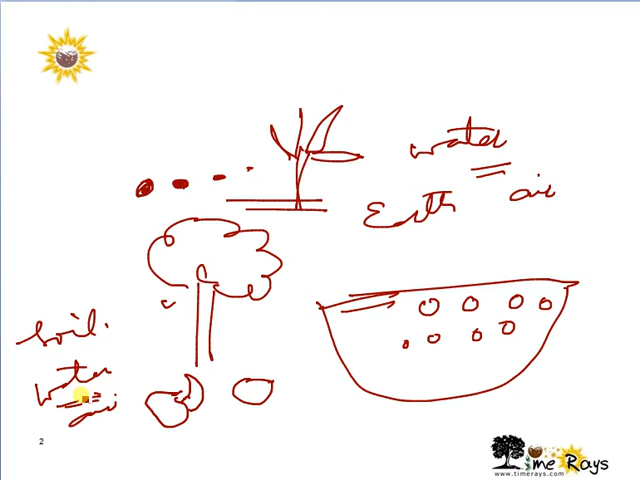 water
air
Earth
soil.
water
air
2
Time Rays
www.timerays.com